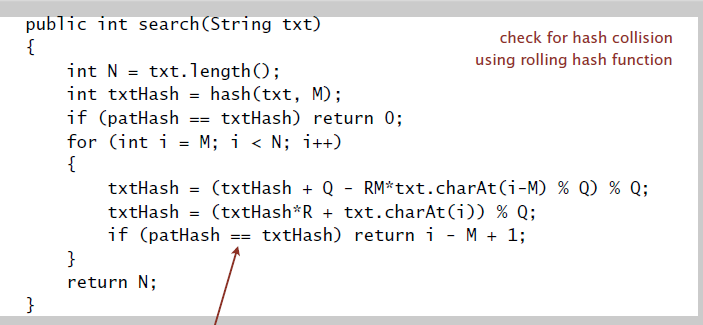 public int search(String txt)
{
check for hash collision
using rolling hash function
int N = txt.length();
int txtHash = hash(txt, M);
if (patHash == txtHash) return 0;
for (int i = M; i < N; i++)
{
txtHash = (txtHash + Q - RM*txt.charAt(i-M) % Q) % Q;
txtHash = (txtHash*R + txt.charAt(i)) % Q;
if (patHash == txtHash) return i - M + 1;
}
return N;
}